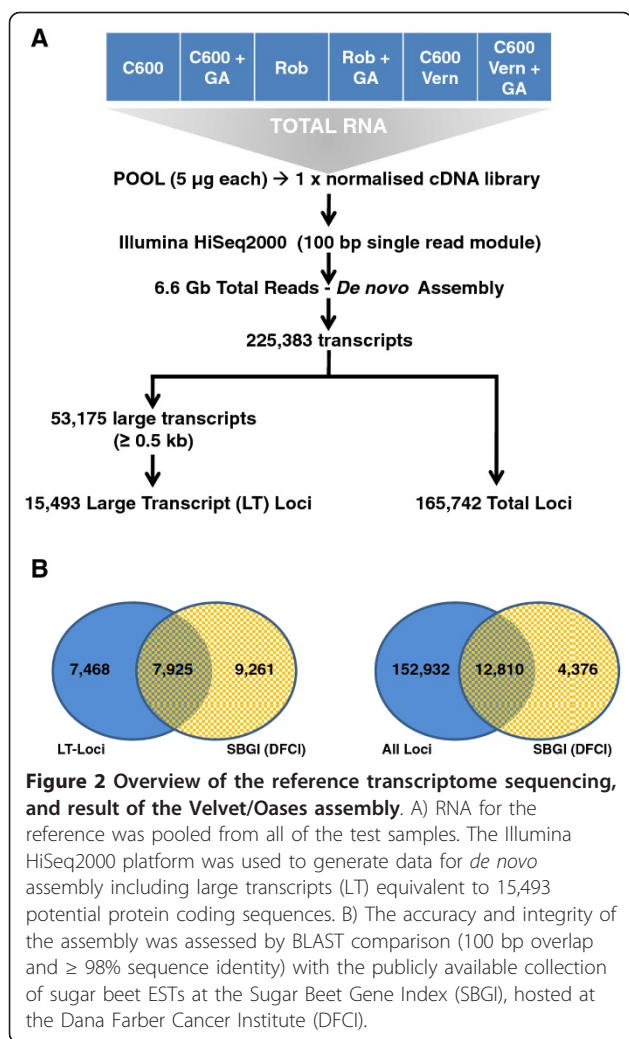 A
C600
C600 +
GA
Rob
Rob +
GA
C600
Vern
C600
Vern +
GA
TOTAL RNA
POOL (5 µg each) → 1 x normalised cDNA library
Illumina HiSeq2000 (100 bp single read module)
6.6 Gb Total Reads - De novo Assembly
225,383 transcripts
53,175 large transcripts
(≥ 0.5 kb)
15,493 Large Transcript (LT) Loci
165,742 Total Loci
B
7,468
7,925
9,261
LT-Loci
SBGI (DFCI)
152,932
12,810
4,376
All Loci
SBGI (DFCI)
Figure 2 Overview of the reference transcriptome sequencing,
and result of the Velvet/Oases assembly. A) RNA for the
reference was pooled from all of the test samples. The Illumina
HiSeq2000 platform was used to generate data for de novo
assembly including large transcripts (LT) equivalent to 15,493
potential protein coding sequences. B) The accuracy and integrity of
the assembly was assessed by BLAST comparison (100 bp overlap
and ≥ 98% sequence identity) with the publicly available collection
of sugar beet ESTs at the Sugar Beet Gene Index (SBGI), hosted at
the Dana Farber Cancer Institute (DFCI).